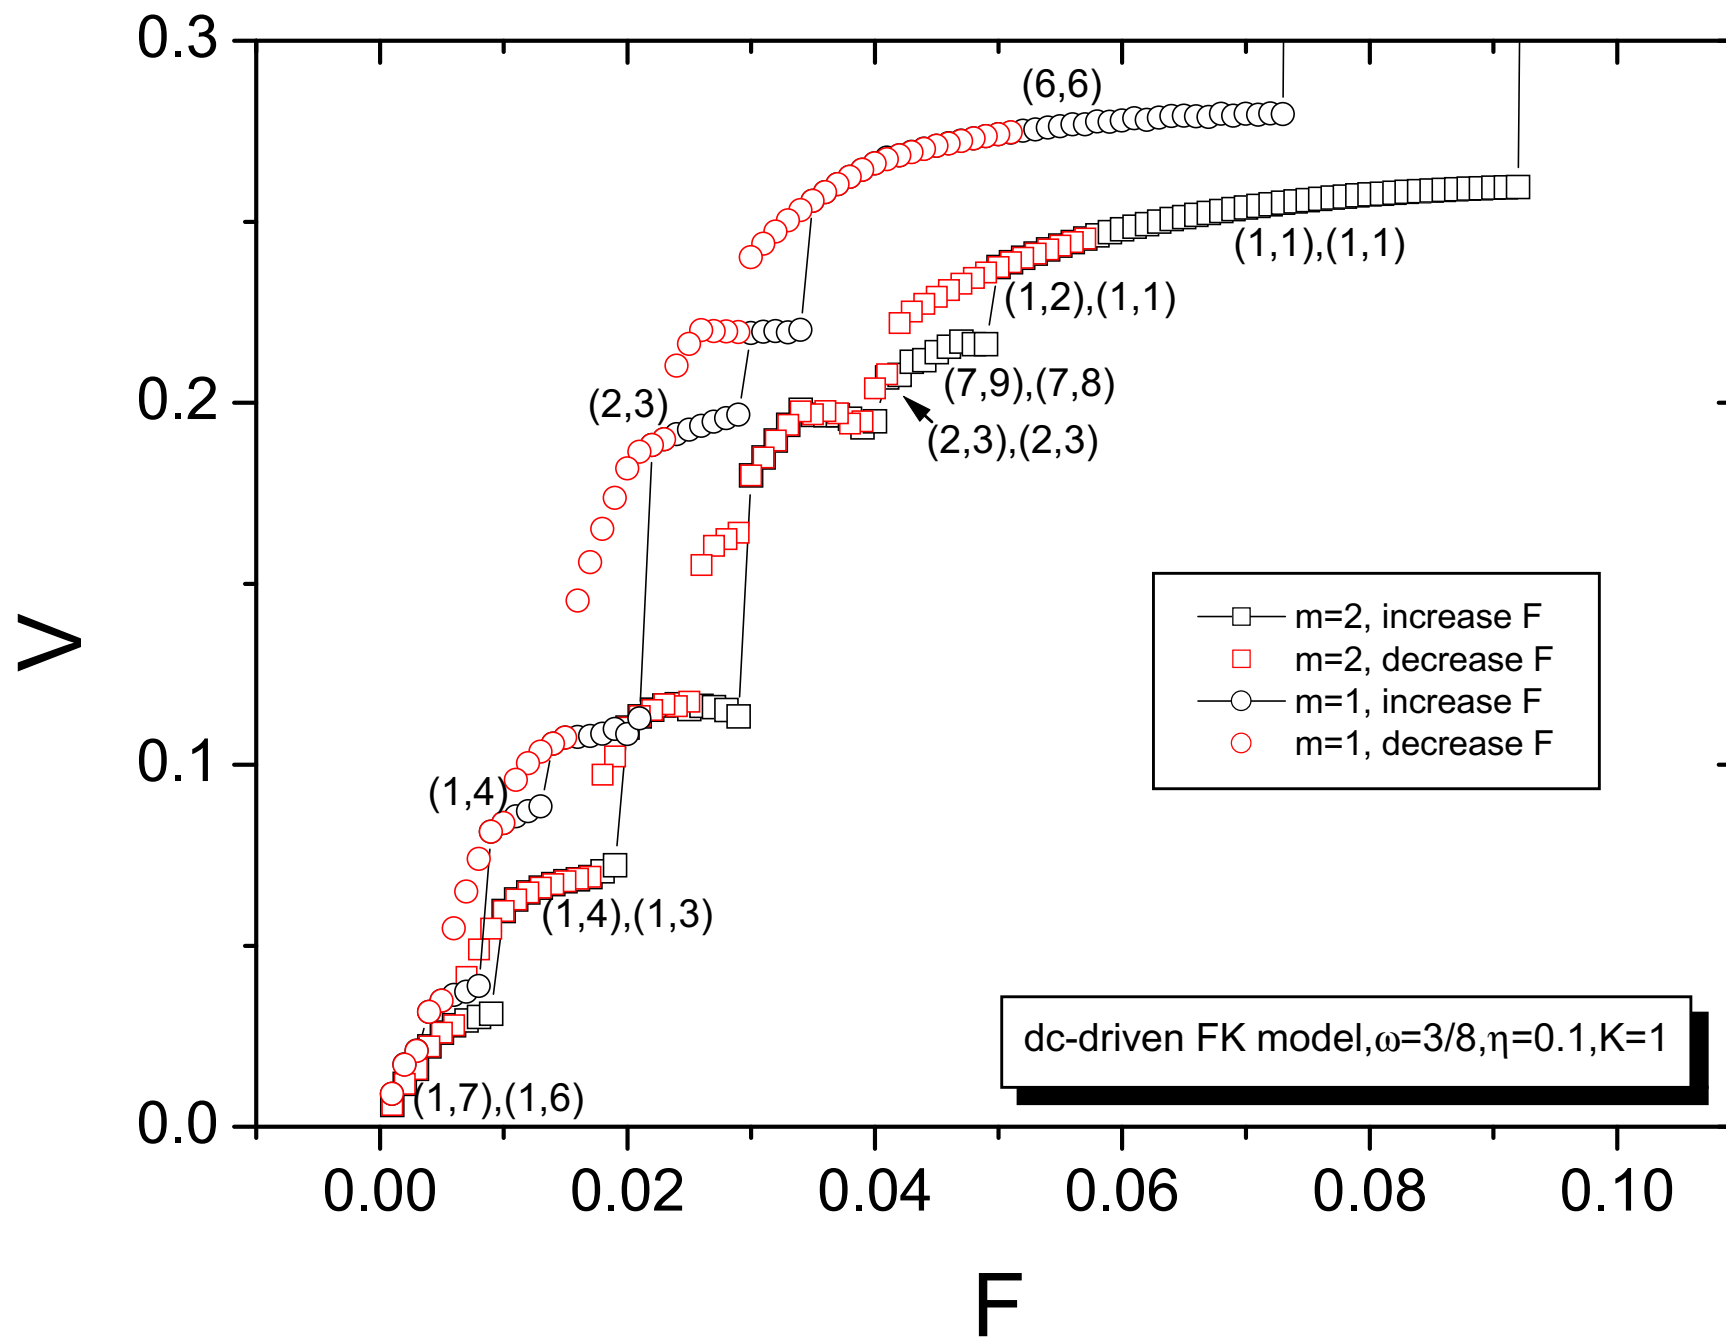 0.3
(6,6)
(1,1),(1,1)
(1,2),(1,1)
(7,9),(7,8)
0.2
(2,3)
(2,3),(2,3)
V
m=2, increase F
m=2, decrease F
m=1, increase F
m=1, decrease F
0.1
(1,4)
(1,4),(1,3)
dc-driven FK model,ω=3/8,η=0.1,K=1
(1,7),(1,6)
0.0
0.00 0.02 0.04 0.06 0.08 0.10
F